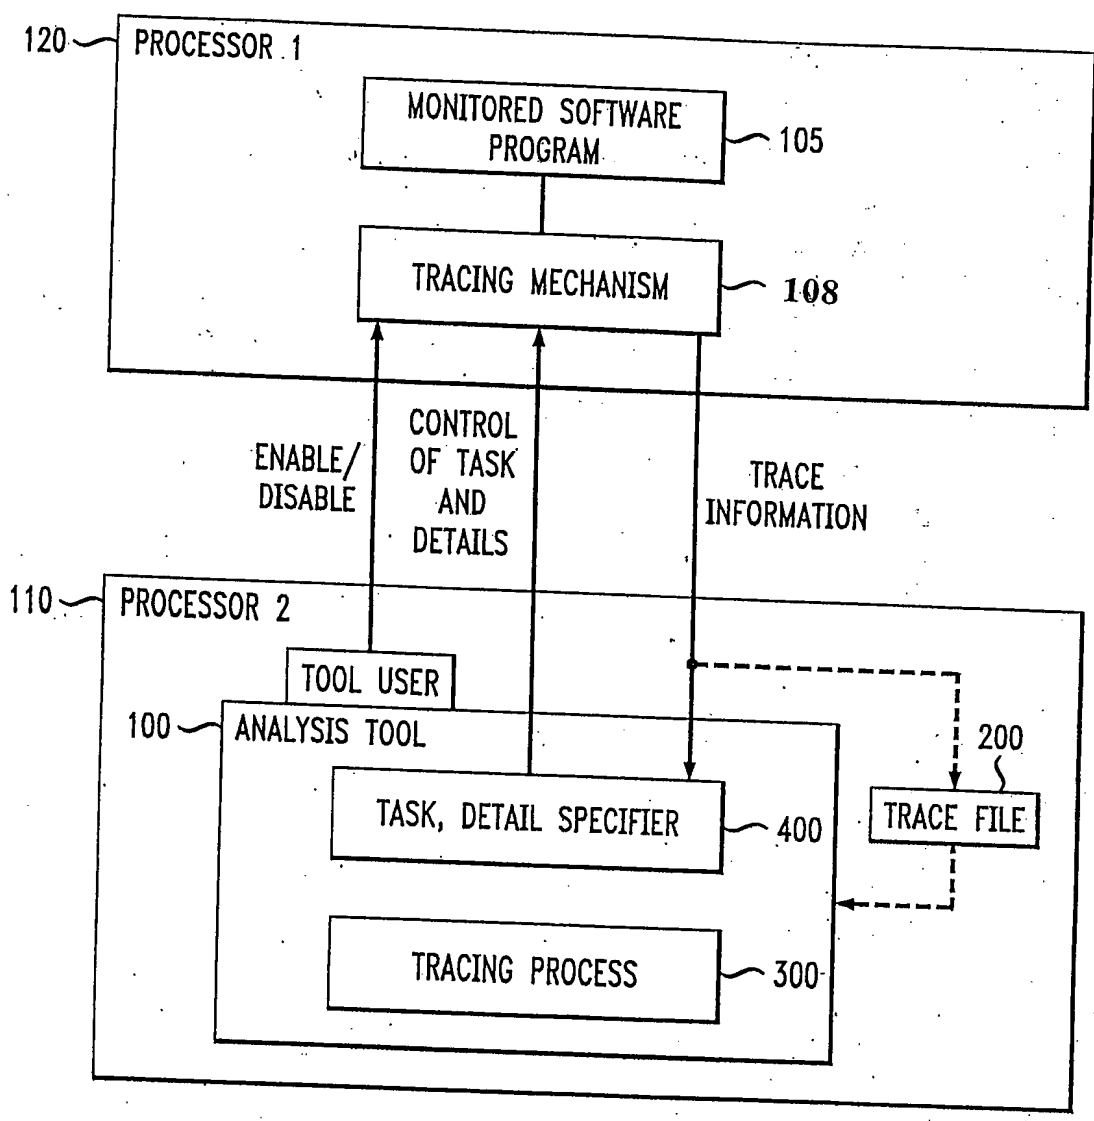 120
PROCESSOR 1
MONITORED SOFTWARE
PROGRAM
105
TRACING MECHANISM
108
ENABLE/
DISABLE
CONTROL
OF TASK
AND
DETAILS
TRACE
INFORMATION
110
PROCESSOR 2
TOOL USER
100
ANALYSIS TOOL
200
TASK, DETAIL SPECIFIER
400
TRACE FILE
TRACING PROCESS
300